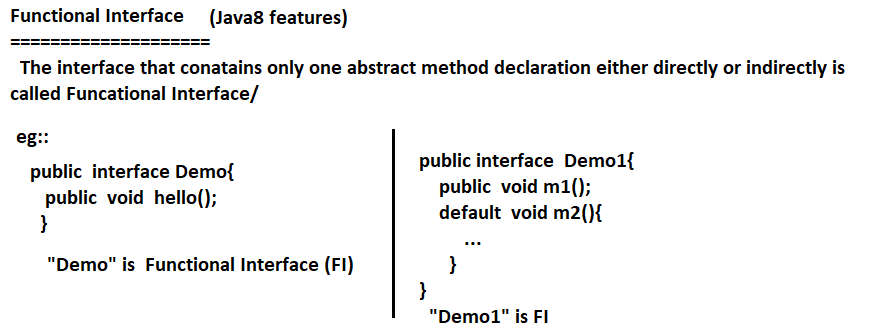 Functional Interface (Java8 features)
====================
The interface that conatains only one abstract method declaration either directly or indirectly is
called Funcational Interface/
eg::
public interface Demo{
public void hello();
}
"Demo" is Functional Interface (FI)
public interface Demo1{
public void m1();
default void m2(){
...
}
}
"Demo1" is FI